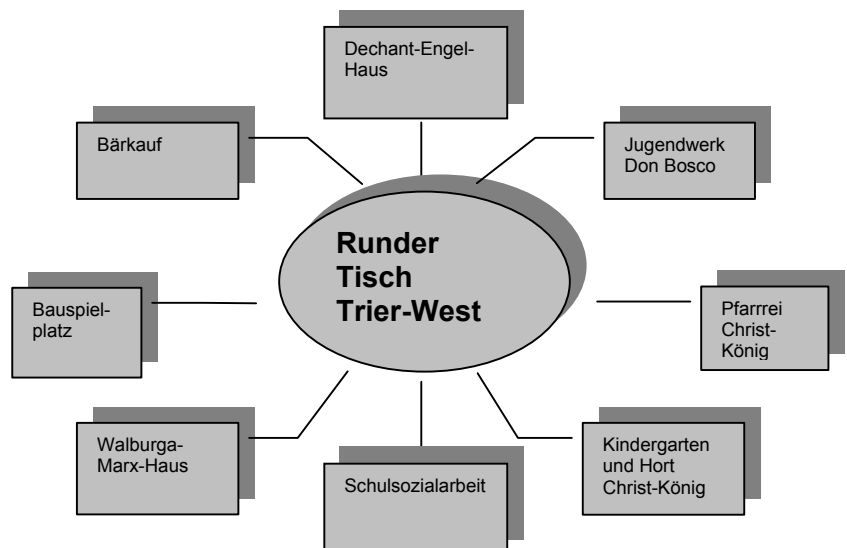 Dechant-Engel-
Haus
Bärkauf
Jugendwerk
Don Bosco
Runder
Tisch
Trier-West
Bauspiel-
platz
Pfarrrei
Christ-
König
Walburga-
Marx-Haus
Schulsozialarbeit
Kindergarten
und Hort
Christ-König